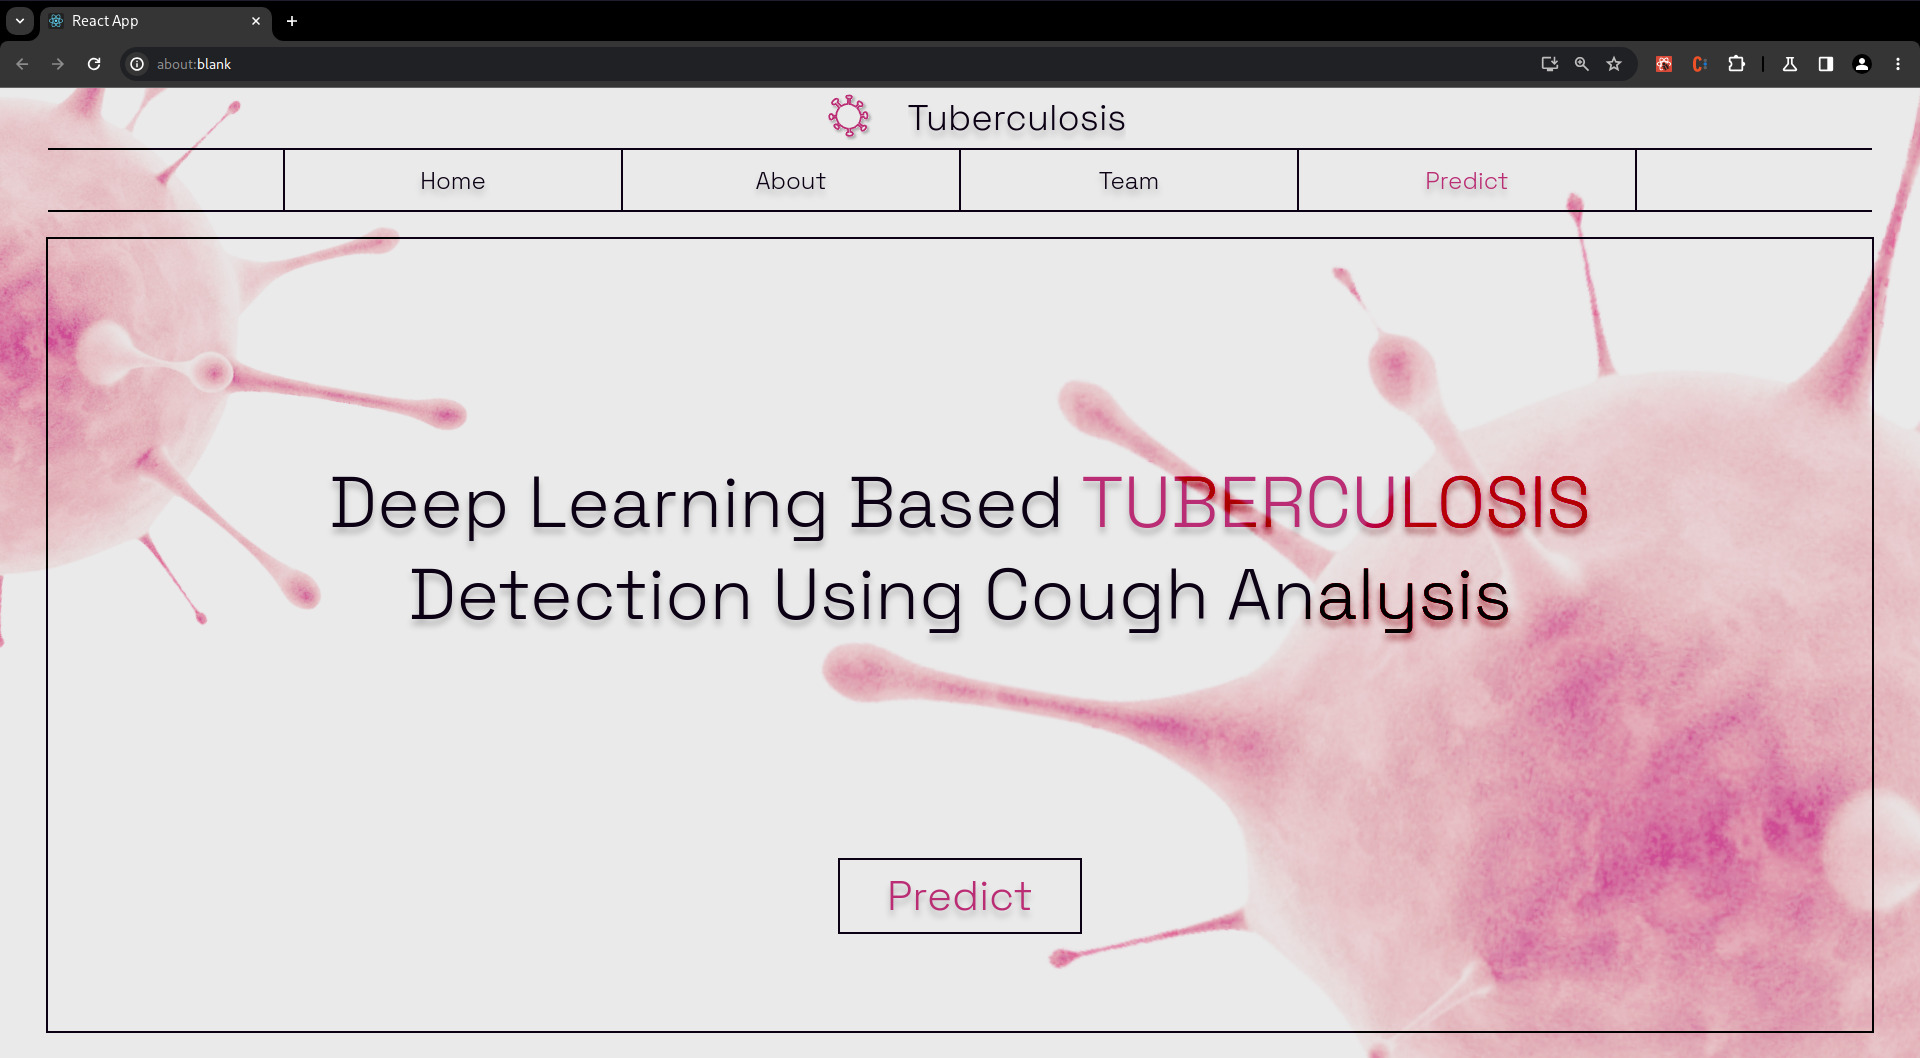 React App
about:blank
Tuberculosis
Home About Team Predict
Deep Learning Based TUBERCULOSIS
Detection Using Cough Analysis
Predict